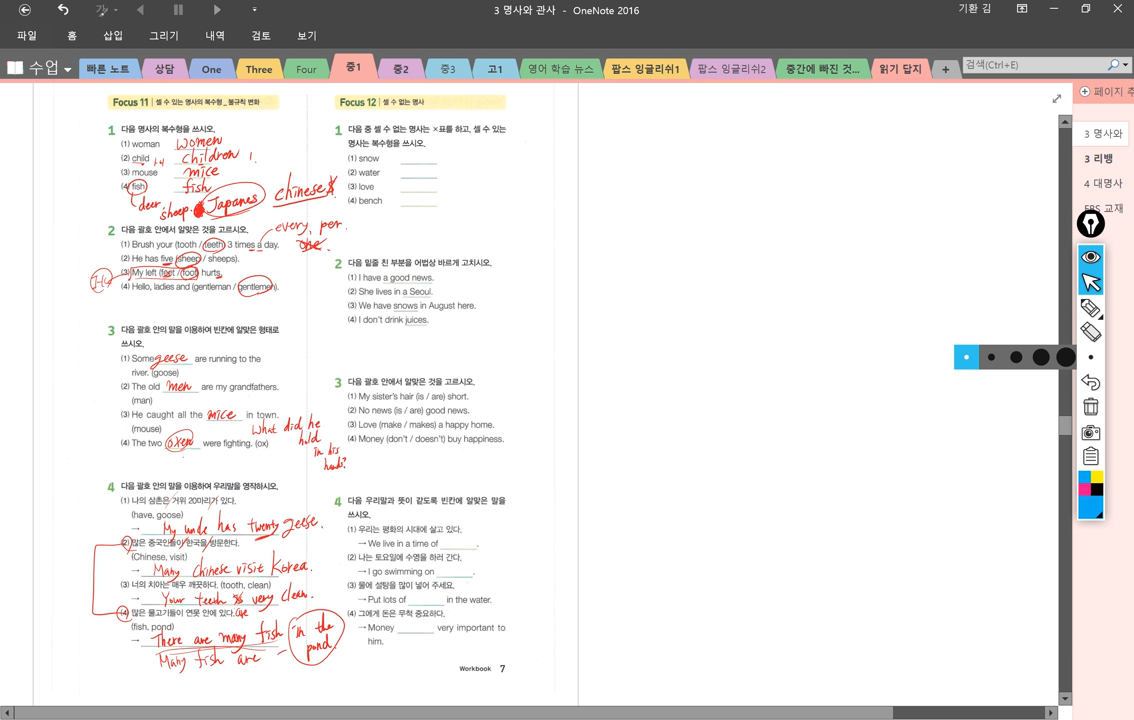 3 명사와 관사 - OneNote 2016
기환 김
파일 홈 삽입 그리기 내역 검토 보기
수업 빠른 노트 상담 One Three Four 중1 중2 중3 고1 영어 학습 뉴스 팝스 잉글리쉬1 팝스 잉글리쉬2 중간에 빠진 것... 읽기 답지 +
검색(Ctrl+E)
페이지 추
3 명사와
3 리뱅
4 대명사
EBS 교재
Focus 11 | 셀 수 있는 명사의 복수형 _ 불규칙 변화
1 다음 명사의 복수형을 쓰시오.
(1) woman women
(2) child children
(3) mouse mice
(4) fish fish
deer sheep. Japanes chinese
2 다음 괄호 안에서 알맞은 것을 고르시오.
every, per.
(1) Brush your (tooth / teeth) 3 times a day.
(2) He has five (sheep / sheeps).
(3) My left (feet / foot) hurts.
(4) Hello, ladies and (gentleman / gentlemen).
3 다음 괄호 안의 말을 이용하여 빈칸에 알맞은 형태로
쓰시오.
(1) Some geese are running to the
river. (goose)
(2) The old men are my grandfathers.
(man)
(3) He caught all the mice in town.
(mouse)
What did he
hold
in his
hands?
(4) The two oxen were fighting. (ox)
4 다음 괄호 안의 말을 이용하여 우리말을 영작하시오.
(1) 나의 삼촌은 거위 20마리가 있다.
(have, goose)
→ My uncle has twenty geese.
(2) 많은 중국인들이 한국을 방문한다.
(Chinese, visit)
→ Many Chinese visit Korea.
(3) 너의 치아는 매우 깨끗하다. (tooth, clean)
→ Your teeth very clean.
are
(4) 많은 물고기들이 연못 안에 있다.
(fish, pond)
→ There are many fish in the pond.
Many fish are
Focus 12 | 셀 수 없는 명사
1 다음 중 셀 수 없는 명사는 ×표를 하고, 셀 수 있는
명사는 복수형을 쓰시오.
(1) snow
(2) water
(3) love
(4) bench
2 다음 밑줄 친 부분을 어법상 바르게 고치시오.
(1) I have a good news.
(2) She lives in a Seoul.
(3) We have snows in August here.
(4) I don't drink juices.
3 다음 괄호 안에서 알맞은 것을 고르시오.
(1) My sister's hair (is / are) short.
(2) No news (is / are) good news.
(3) Love (make / makes) a happy home.
(4) Money (don't / doesn't) buy happiness.
4 다음 우리말과 뜻이 같도록 빈칸에 알맞은 말을
쓰시오.
(1) 우리는 평화의 시대에 살고 있다.
→ We live in a time of ______.
(2) 나는 토요일에 수영을 하러 간다.
→ I go swimming on ______.
(3) 물에 설탕을 많이 넣어 주세요.
→ Put lots of ______ in the water.
(4) 그에게 돈은 무척 중요하다.
→ Money ______ very important to
him.
Workbook 7